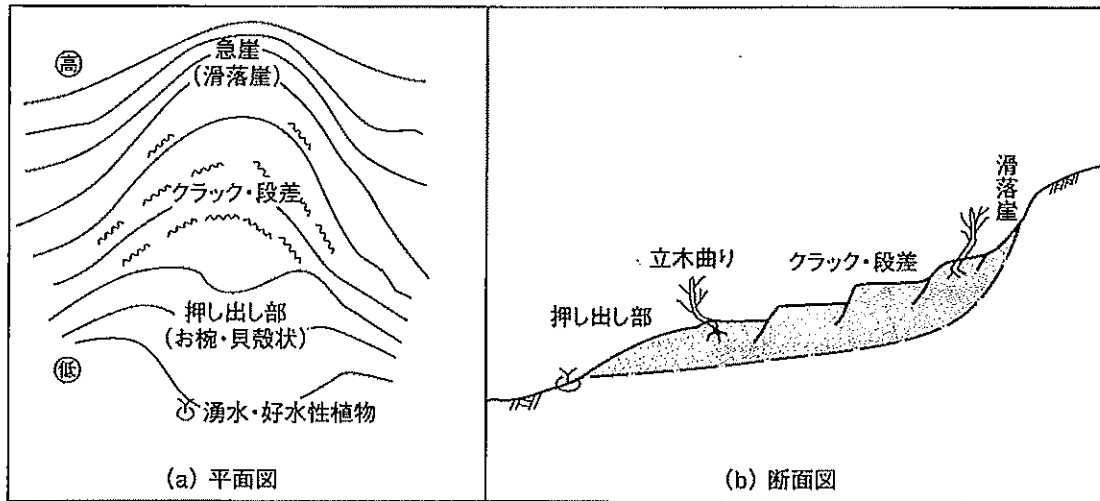 高
急崖
(滑落崖)
クラック・段差
押し出し部
(お椀・貝殻状)
低
湧水・好水性植物
(a) 平面図
滑落崖
立木曲り
クラック・段差
押し出し部
(b) 断面図